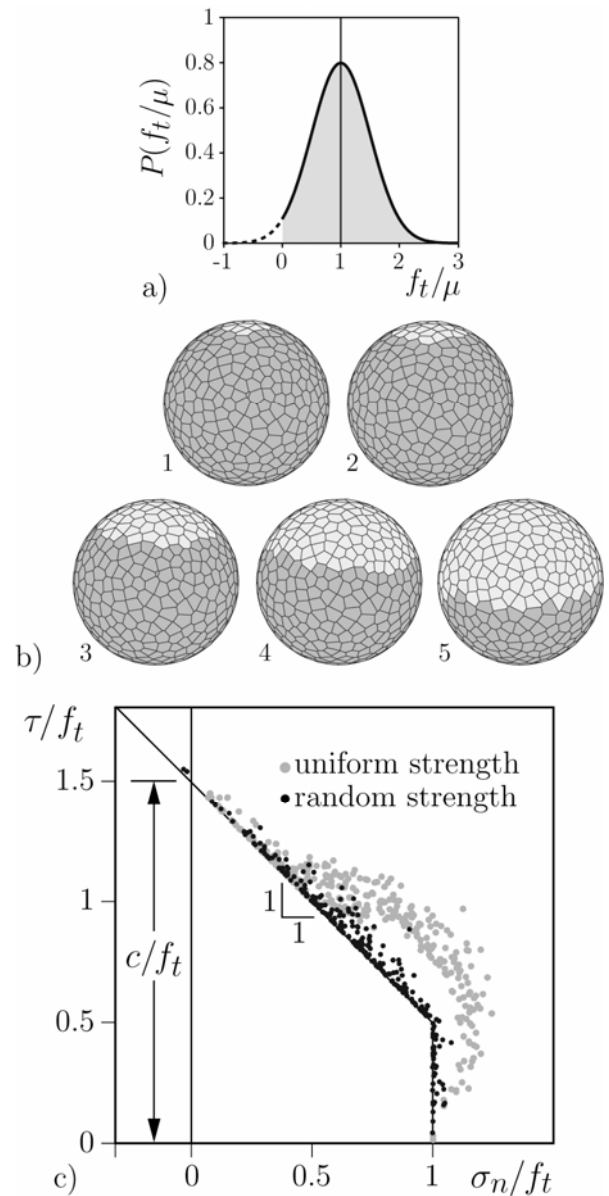 1
0.8
P(f_t/μ)
0.6
0.4
0.2
0
-1 0 1 2 3
a) f_t/μ
1 2
b) 3 4 5
τ/f_t
1.5
uniform strength
random strength
1
1
1
c/f_t
0.5
0
c) 0 0.5 1 σ_n/f_t